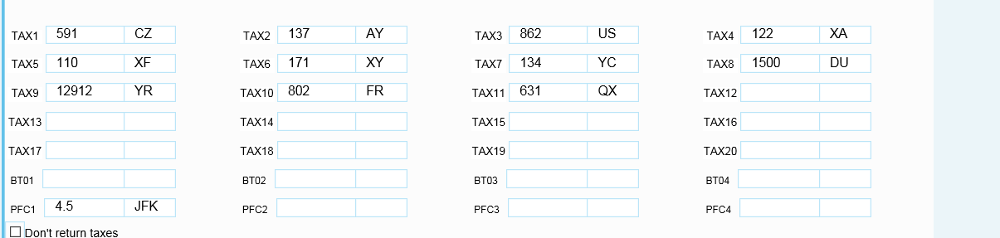 TAX1 591 CZ TAX2 137 AY TAX3 862 US TAX4 122 XA
TAX5 110 XF TAX6 171 XY TAX7 134 YC TAX8 1500 DU
TAX9 12912 YR TAX10 802 FR TAX11 631 QX TAX12
TAX13 TAX14 TAX15 TAX16
TAX17 TAX18 TAX19 TAX20
BT01 BT02 BT03 BT04
PFC1 4.5 JFK PFC2 PFC3 PFC4
Don't return taxes